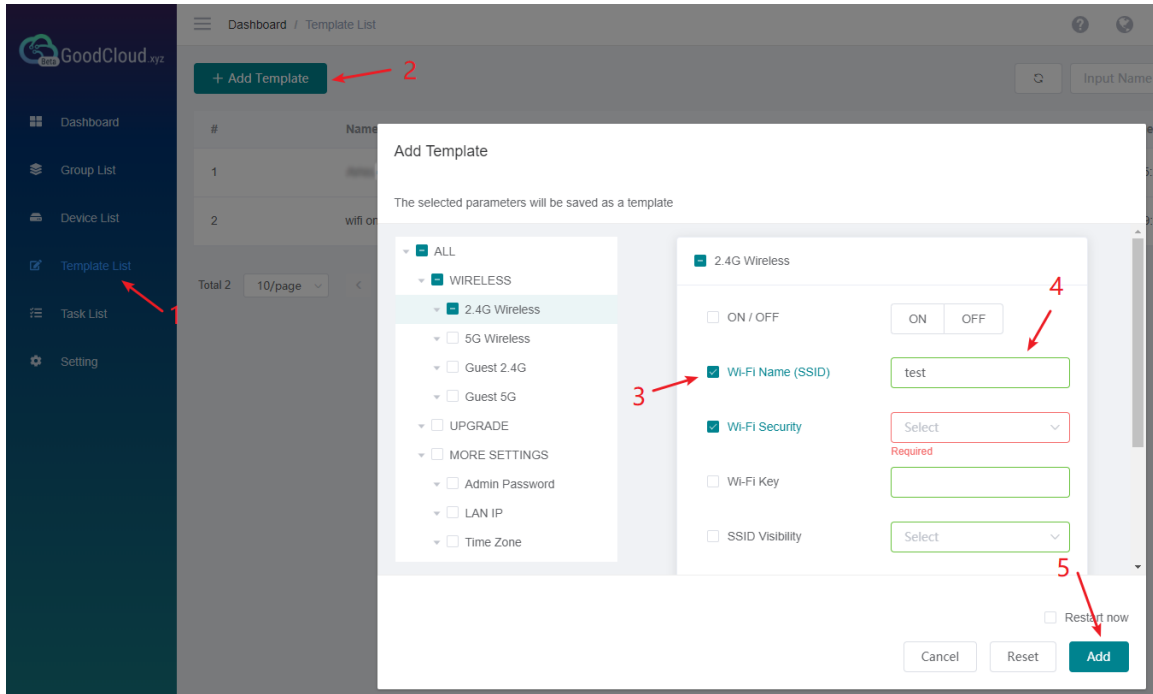 Dashboard / Template List
GoodCloud.xyz
Beta
+ Add Template
2
Input Name
Dashboard
Group List
Device List
Template List
1
Task List
Setting
# Name
1
2 wifi on
Total 2 10/page
Add Template
The selected parameters will be saved as a template
ALL
WIRELESS
2.4G Wireless
5G Wireless
Guest 2.4G
Guest 5G
UPGRADE
MORE SETTINGS
Admin Password
LAN IP
Time Zone
2.4G Wireless
4
ON / OFF ON OFF
3
Wi-Fi Name (SSID) test
Wi-Fi Security Select
Required
Wi-Fi Key
SSID Visibility Select
5
Restart now
Cancel Reset Add